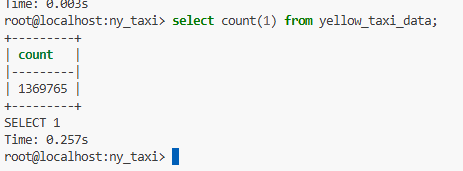 Time: 0.003s
root@localhost:ny_taxi> select count(1) from yellow_taxi_data;
+---------+
| count   |
|---------|
| 1369765 |
+---------+
SELECT 1
Time: 0.257s
root@localhost:ny_taxi>